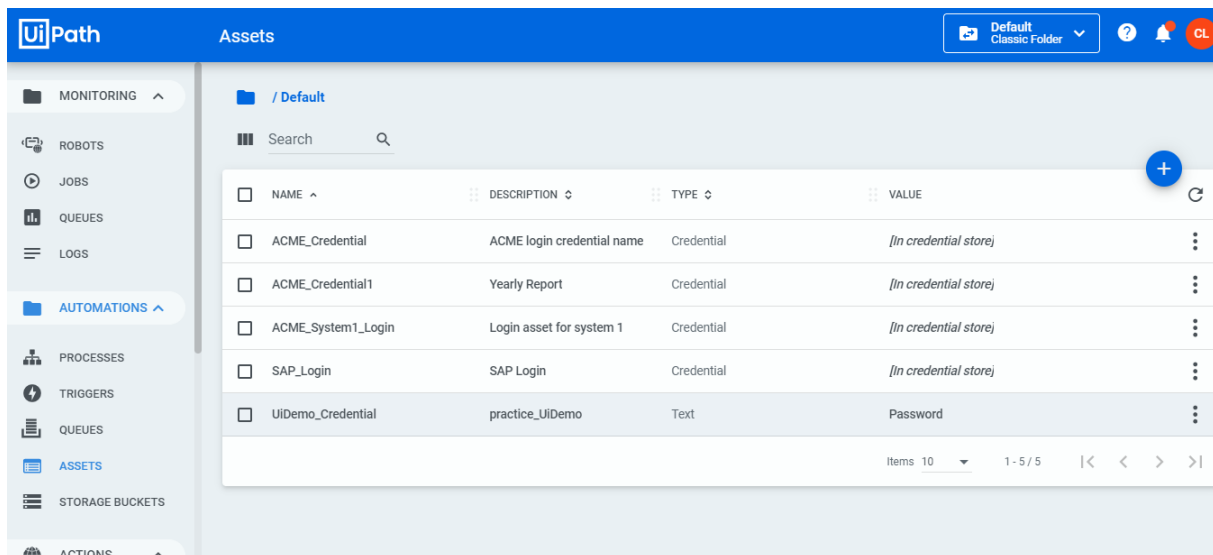 UiPath
Assets
Default
Classic Folder
CL
MONITORING
ROBOTS
JOBS
QUEUES
LOGS
AUTOMATIONS
PROCESSES
TRIGGERS
QUEUES
ASSETS
STORAGE BUCKETS
ACTIONS
/ Default
Search
NAME DESCRIPTION TYPE VALUE
ACME_Credential ACME login credential name Credential [In credential store]
ACME_Credential1 Yearly Report Credential [In credential store]
ACME_System1_Login Login asset for system 1 Credential [In credential store]
SAP_Login SAP Login Credential [In credential store]
UiDemo_Credential practice_UiDemo Text Password
Items 10 1 - 5 / 5